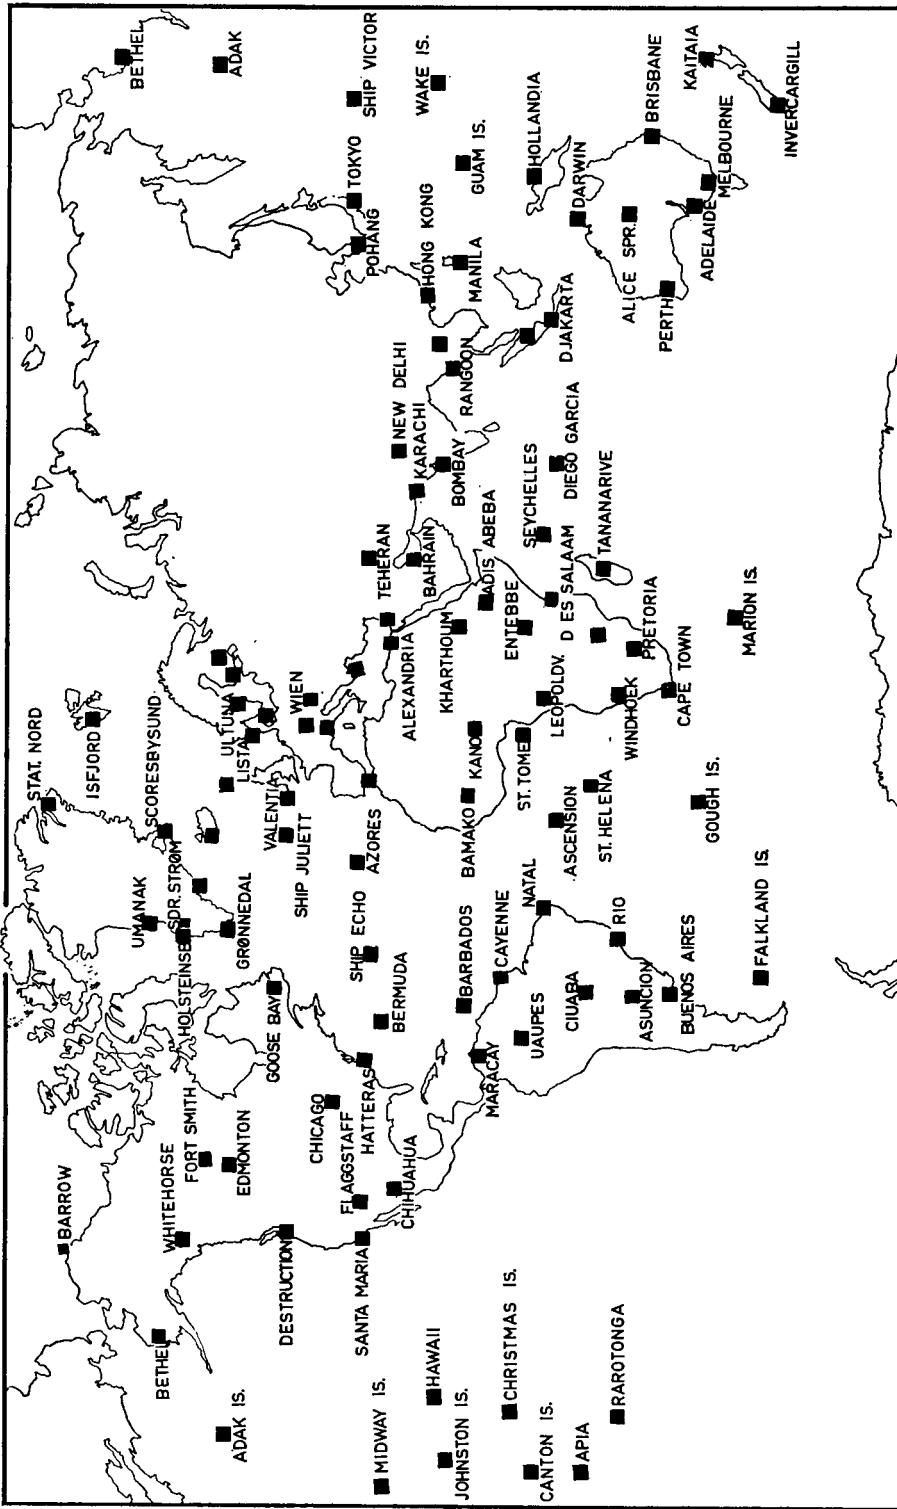 BETHEL
ADAK
SHIP VICTOR
WAKE IS.
KAITAIA
INVERCARGILL
BRISBANE
HOLLANDIA
GUAM IS.
TOKYO
DARWIN
MELBOURNE
ADELAIDE
ALICE SPR.
POHANG
HONG KONG
MANILA
PERTH
DJAKARTA
RANGOON
NEW DELHI
KARACHI
BOMBAY
DIEGO GARCIA
SEYCHELLES
TANANARIVE
TEHERAN
BAHRAIN
ADIS ABEBA
D ES SALAAM
ENTEBBE
KHARTHOUM
ALEXANDRIA
PRETORIA
MARION IS.
CAPE TOWN
WINDHOEK
LEOPOLDV.
STAT. NORD
ISFJORD
SCORESBYSUND
ULTUNA
LISTA
WIEN
KANO
ST. TOME
BAMAKO
ASCENSION
ST. HELENA
GOUGH IS.
VALENTIA
SHIP JULIETT
AZORES
UMANAK
SDR. STRØM
HOLSTEINSB
GRØNNEDAL
SHIP ECHO
NATAL
RIO
FALKLAND IS.
GOOSE BAY
BERMUDA
BARBADOS
CAYENNE
CIUABA
ASUNCION
BUENOS AIRES
UAUPES
MARACAY
HATTERAS
CHICAGO
FORT SMITH
EDMONTON
FLAGGSTAFF
CHIHUAHUA
WHITEHORSE
BARROW
DESTRUCTION
SANTA MARIA
BETHEL
ADAK IS.
MIDWAY IS.
HAWAII
JOHNSTON IS.
CHRISTMAS IS.
CANTON IS.
APIA
RAROTONGA